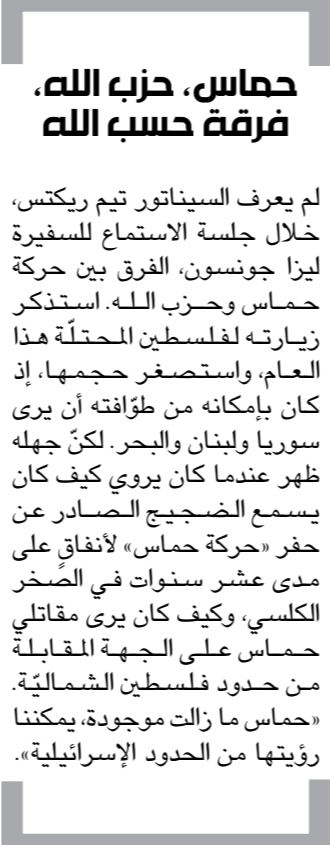 حماس، حزب الله،
فرقة حسب الله
لم يعرف السيناتور تيم ريكتس،
خلال جلسة الاستماع للسفيرة
ليزا جونسون، الفرق بين حركة
حماس وحزب الله. استذكر
زيارته لفلسطين المحتلّة هذا
العام، واستصغر حجمها، إذ
كان بإمكانه من طوّافته أن يرى
سوريا ولبنان والبحر. لكنّ جهله
ظهر عندما كان يروي كيف كان
يسمع الضجيج الصادر عن
حفر «حركة حماس» لأنفاقٍ على
مدى عشر سنوات في الصّخر
الكلسي، وكيف كان يرى مقاتلي
حماس على الجهة المقابلة
من حدود فلسطين الشماليّة.
«حماس ما زالت موجودة، يمكننا
رؤيتها من الحدود الإسرائيلية».